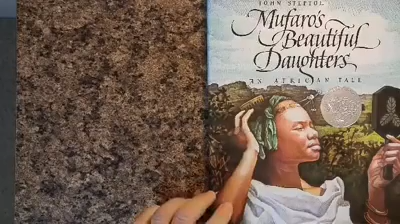 JOHN STEPTOE
Mufaro's
Beautiful
Daughters
AN AFRICAN TALE